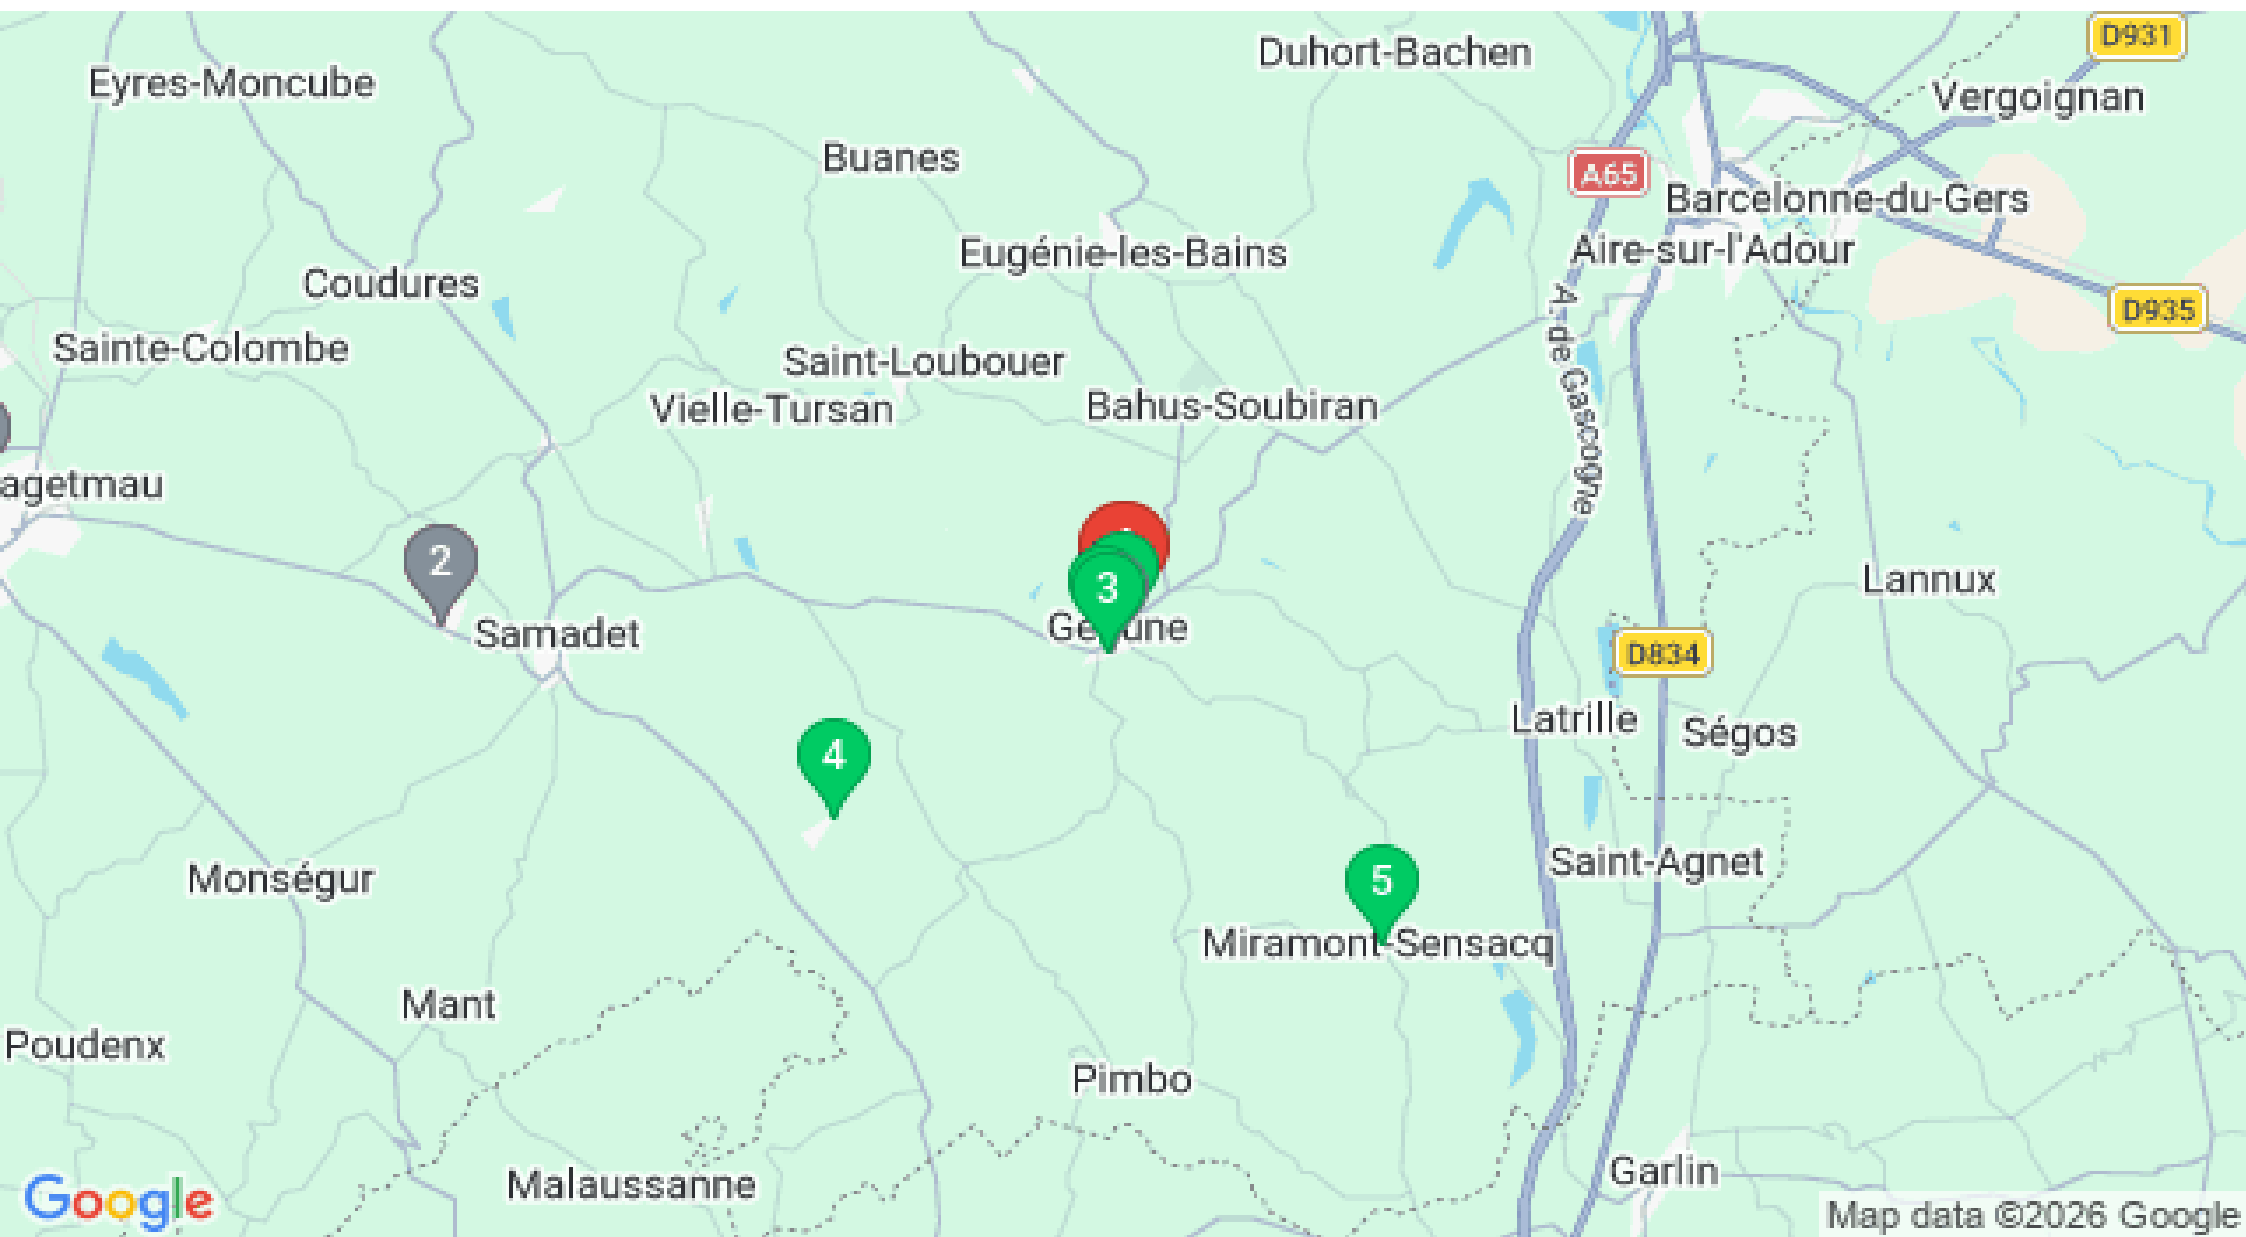 D931
Duhort-Bachen
Eyres-Moncube
Vergoignan
Buanes
A65
Barcelonne-du-Gers
Eugénie-les-Bains
Aire-sur-l'Adour
Coudures
D935
Sainte-Colombe
Saint-Loubouer
A. de Gascogne
Vielle-Tursan
Bahus-Soubiran
agetmau
2
3
Lannux
Samadet
D834
Latrille
Ségos
4
Saint-Agnet
Monségur
5
Miramont-Sensacq
Mant
Poudenx
Pimbo
Garlin
Malaussanne
Google
Map data ©2026 Google